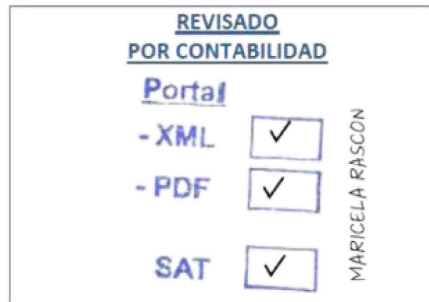 REVISADO
POR CONTABILIDAD
Portal
- XML ✓
- PDF ✓
SAT ✓
MARICELA RASCON